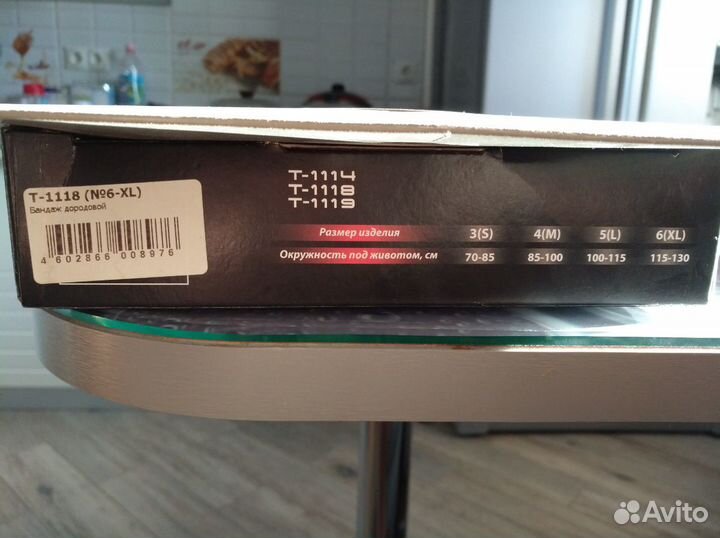 T-1118 (№6-XL)
Бандаж дородовой
4 602866 008976
T-1114
T-1118
T-1119
Размер изделия 3(S) 4(M) 5(L) 6(XL)
Окружность под животом, см 70-85 85-100 100-115 115-130
Avito